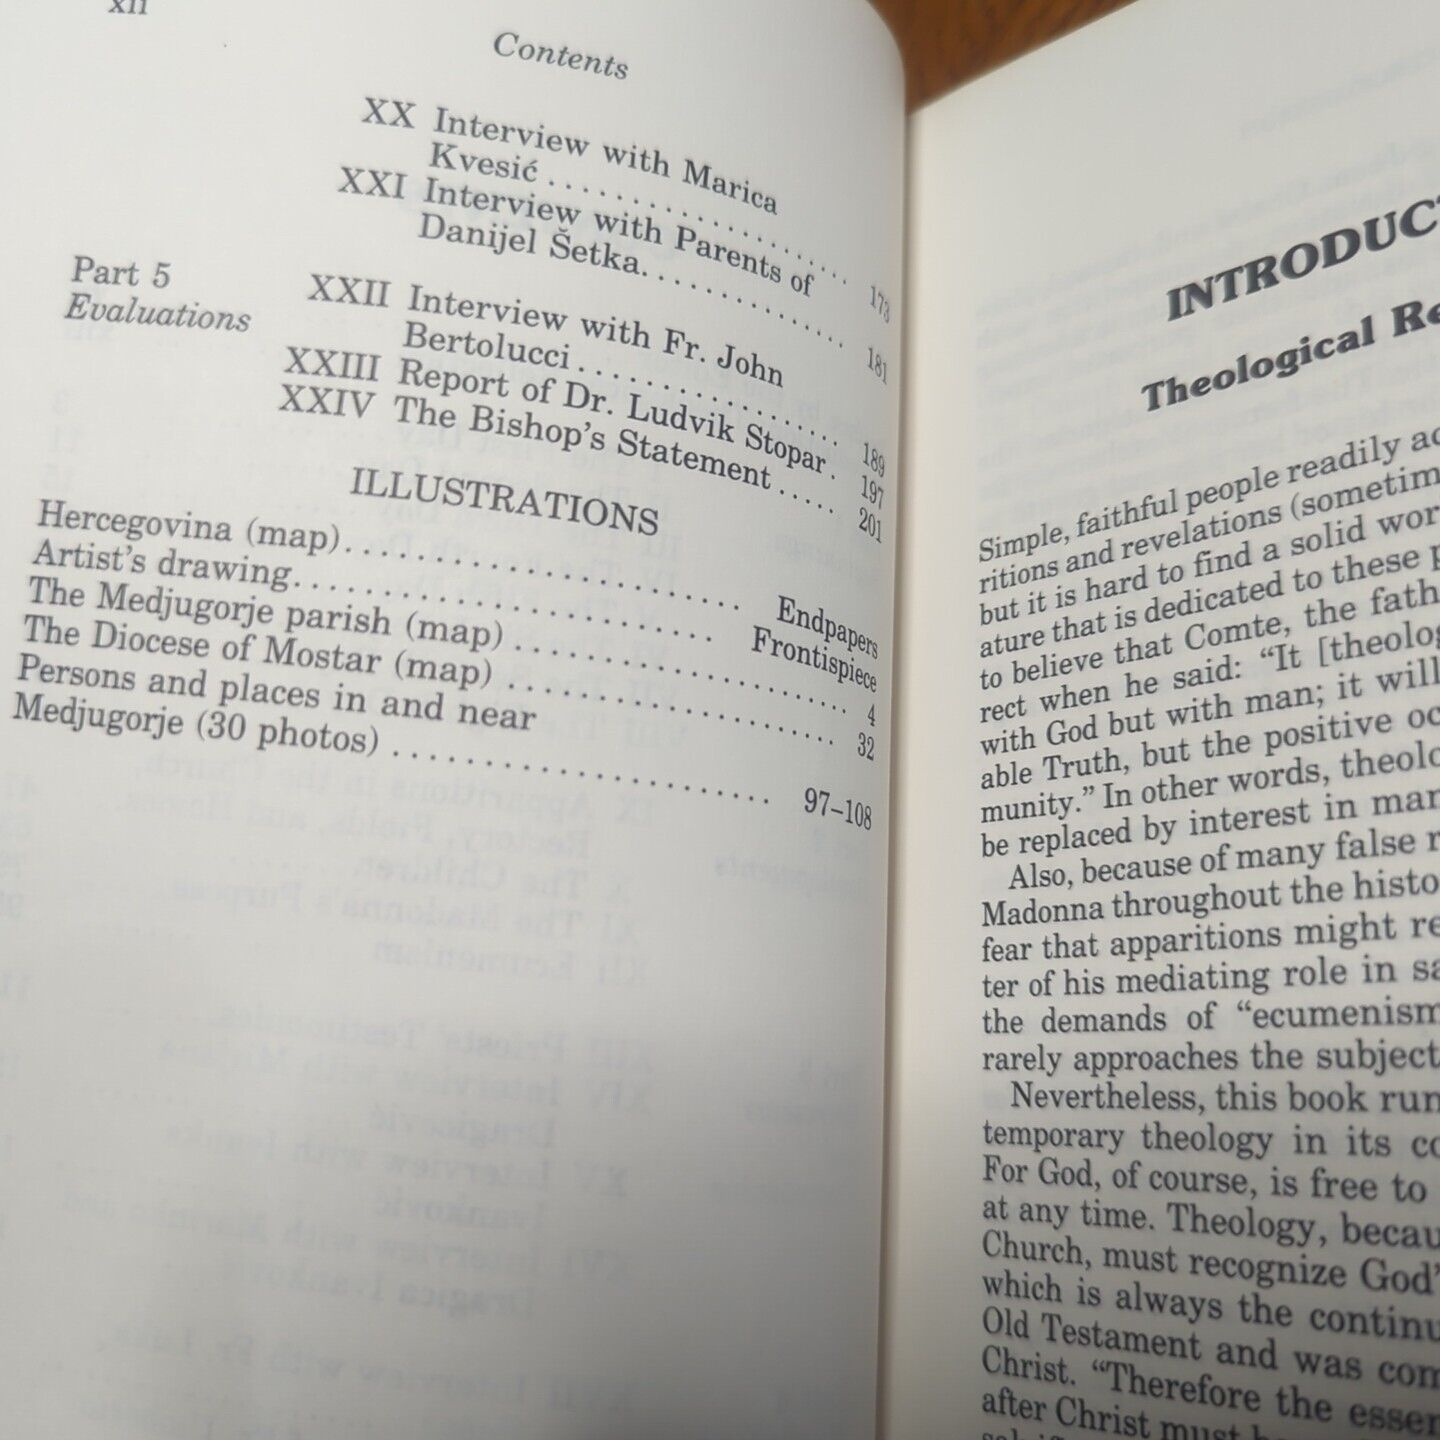 xii
Contents
XX Interview with Marica
Kvesić . . . . . . . . . . . . . . . . . . . . 173
XXI Interview with Parents of
Danijel Šetka. . . . . . . . . . . . . . 181
Part 5
Evaluations
XXII Interview with Fr. John
Bertolucci . . . . . . . . . . . . . . . . . . 189
XXIII Report of Dr. Ludvik Stopar . 197
XXIV The Bishop's Statement . . . . . 201
ILLUSTRATIONS
Hercegovina (map). . . . . . . . . . . . . . . . . . . . . . . . Endpapers
Artist's drawing. . . . . . . . . . . . . . . . . . . . . . . . . Frontispiece
The Medjugorje parish (map) . . . . . . . . . . . . . . . . . . . . 4
The Diocese of Mostar (map) . . . . . . . . . . . . . . . . . . . . 32
Persons and places in and near
Medjugorje (30 photos) . . . . . . . . . . . . . . . . . . . . . . 97–108
INTRODUCT
Theological Re
Simple, faithful people readily ac
ritions and revelations (sometim
but it is hard to find a solid wor
ature that is dedicated to these p
to believe that Comte, the fath
rect when he said: "It [theolog
with God but with man; it will
able Truth, but the positive oc
munity." In other words, theolo
be replaced by interest in man
Also, because of many false r
Madonna throughout the histo
fear that apparitions might re
ter of his mediating role in sa
the demands of "ecumenism
rarely approaches the subject
Nevertheless, this book run
temporary theology in its co
For God, of course, is free to
at any time. Theology, becau
Church, must recognize God'
which is always the continu
Old Testament and was com
Christ. "Therefore the essen
after Christ must